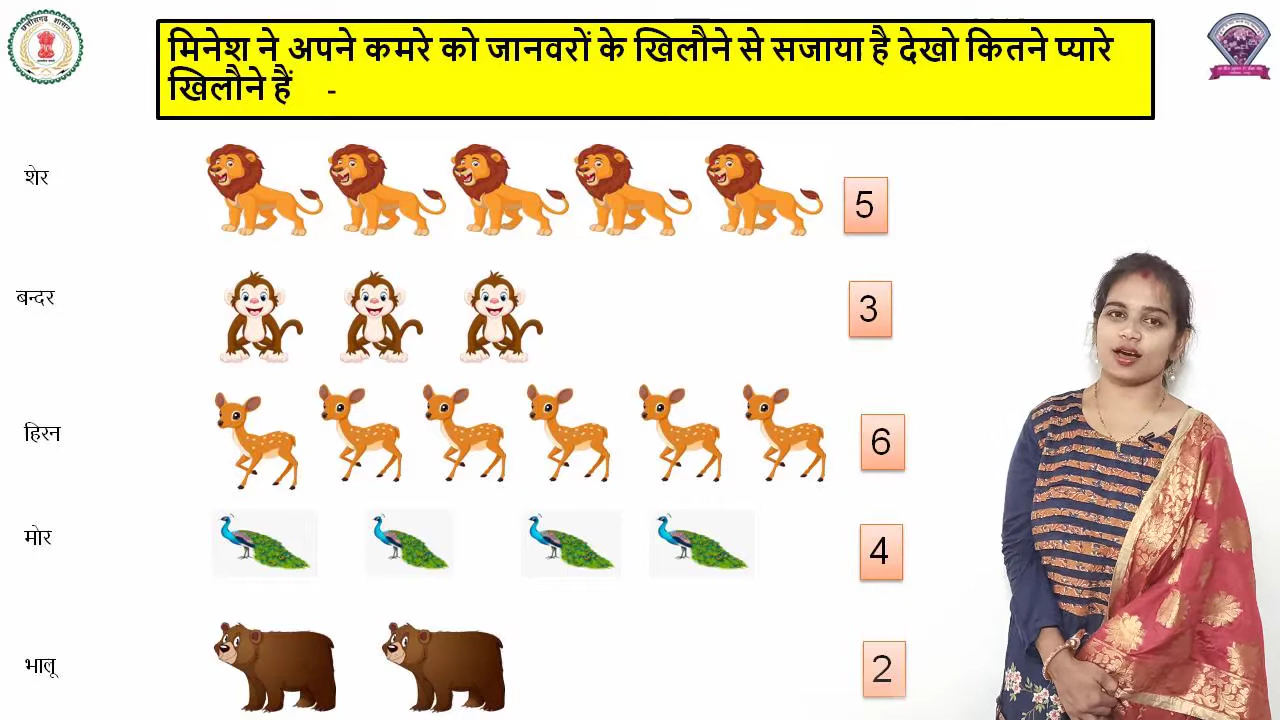 मिनेश ने अपने कमरे को जानवरों के खिलौने से सजाया है देखो कितने प्यारे
खिलौने हैं -
शेर
5
बन्दर
3
हिरन
6
मोर
4
भालू
2